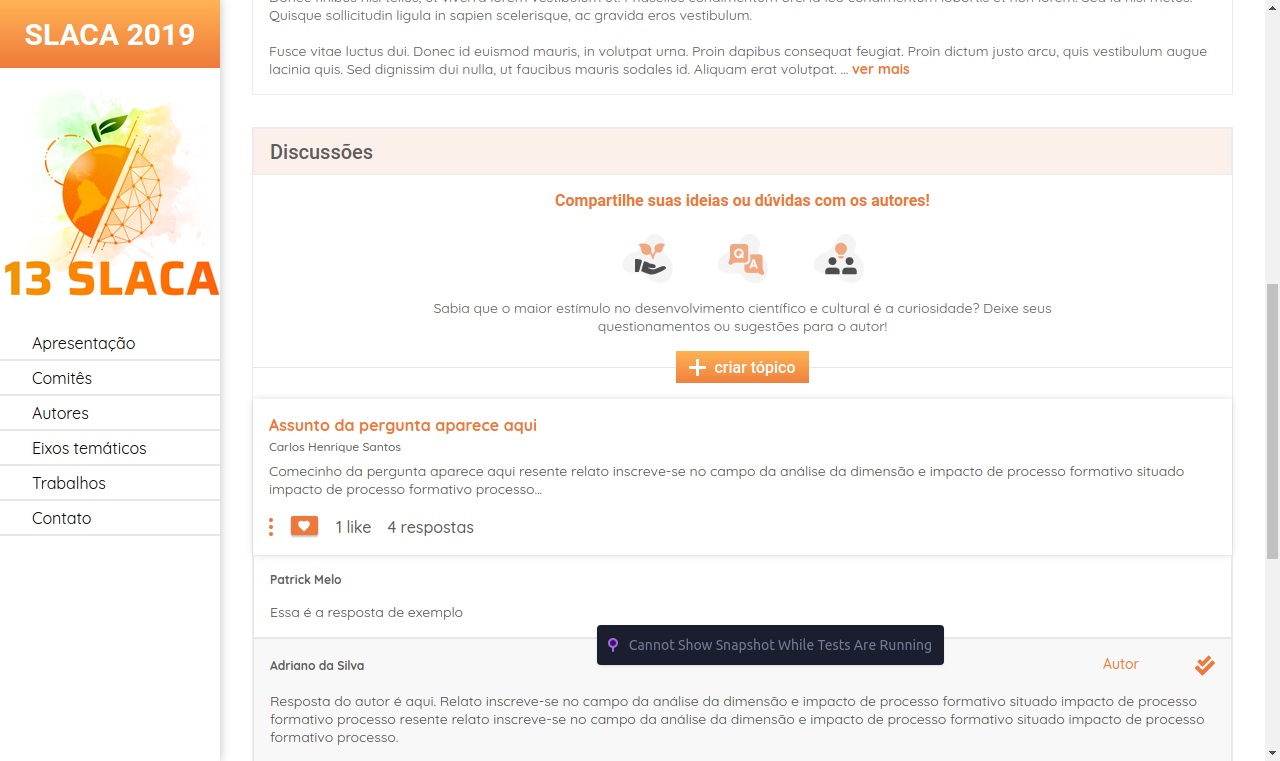 SLACA 2019
13 SLACA
Apresentação
Comitês
Autores
Eixos temáticos
Trabalhos
Contato
Quisque sollicitudin ligula in sapien scelerisque, ac gravida eros vestibulum.
Fusce vitae luctus dui. Donec id euismod mauris, in volutpat urna. Proin dapibus consequat feugiat. Proin dictum justo arcu, quis vestibulum augue
lacinia quis. Sed dignissim dui nulla, ut faucibus mauris sodales id. Aliquam erat volutpat. ... ver mais
Discussões
Compartilhe suas ideias ou dúvidas com os autores!
Q
A
Sabia que o maior estímulo no desenvolvimento científico e cultural é a curiosidade? Deixe seus
questionamentos ou sugestões para o autor!
criar tópico
Assunto da pergunta aparece aqui
Carlos Henrique Santos
Comecinho da pergunta aparece aqui resente relato inscreve-se no campo da análise da dimensão e impacto de processo formativo situado
impacto de processo formativo processo...
1 like 4 respostas
Patrick Melo
Essa é a resposta de exemplo
Cannot Show Snapshot While Tests Are Running
Adriano da Silva
Autor
Resposta do autor é aqui. Relato inscreve-se no campo da análise da dimensão e impacto de processo formativo situado impacto de processo
formativo processo resente relato inscreve-se no campo da análise da dimensão e impacto de processo formativo situado impacto de processo
formativo processo.